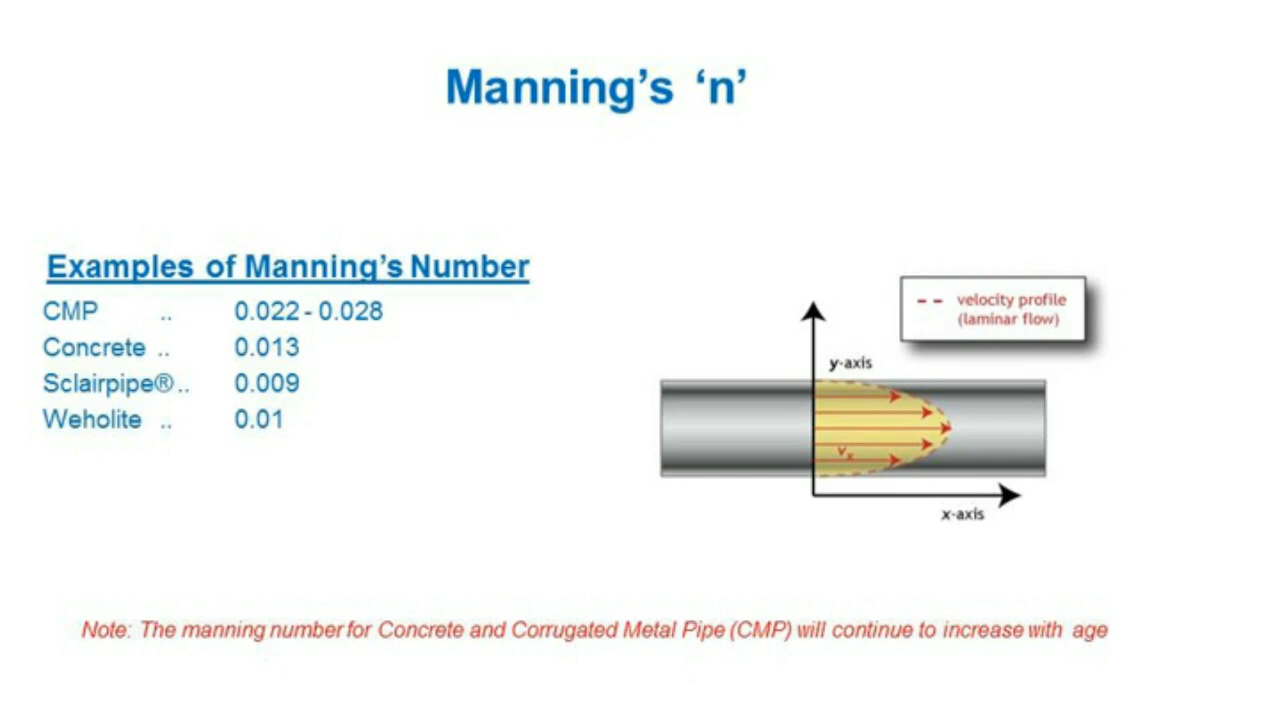 Manning's 'n'
Examples of Manning's Number
CMP .. 0.022 - 0.028
Concrete .. 0.013
Sclairpipe® .. 0.009
Weholite .. 0.01
velocity profile
(laminar flow)
y-axis
vx
x-axis
Note: The manning number for Concrete and Corrugated Metal Pipe (CMP) will continue to increase with age